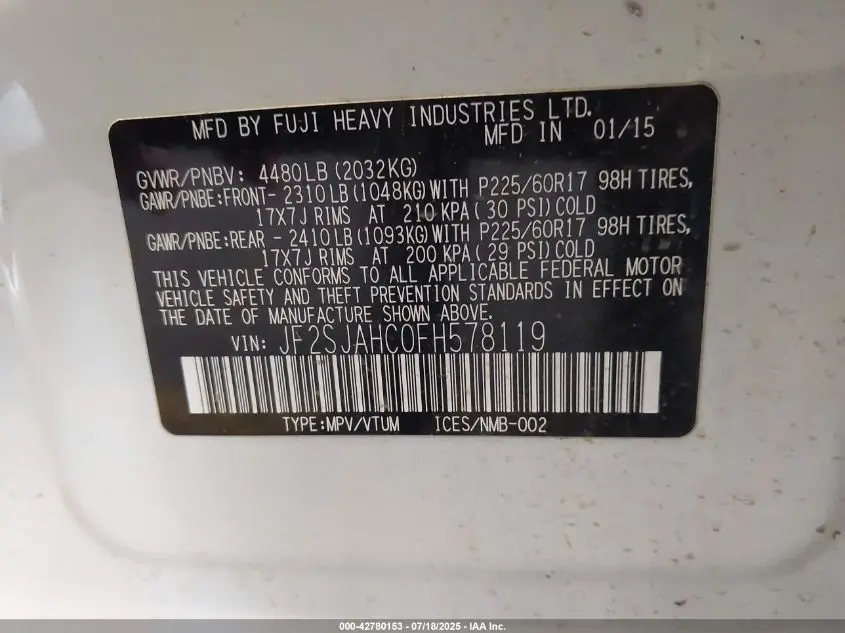 MFD BY FUJI HEAVY INDUSTRIES LTD.
MFD IN 01/15
GVWR/PNBV: 4480LB (2032KG)
GAWR/PNBE:FRONT- 2310LB (1048KG) WITH P225/60R17 98H TIRES,
17X7J RIMS AT 210 KPA ( 30 PSI) COLD
GAWR/PNBE:REAR - 2410LB (1093KG) WITH P225/60R17 98H TIRES,
17X7J RIMS AT 200 KPA ( 29 PSI) COLD
THIS VEHICLE CONFORMS TO ALL APPLICABLE FEDERAL MOTOR
VEHICLE SAFETY AND THEFT PREVENTION STANDARDS IN EFFECT ON
THE DATE OF MANUFACTURE SHOWN ABOVE.
VIN: JF2SJAHC0FH578119
TYPE:MPV/VTUM ICES/NMB-002
000-42780153 - 07/18/2025 - IAA Inc.